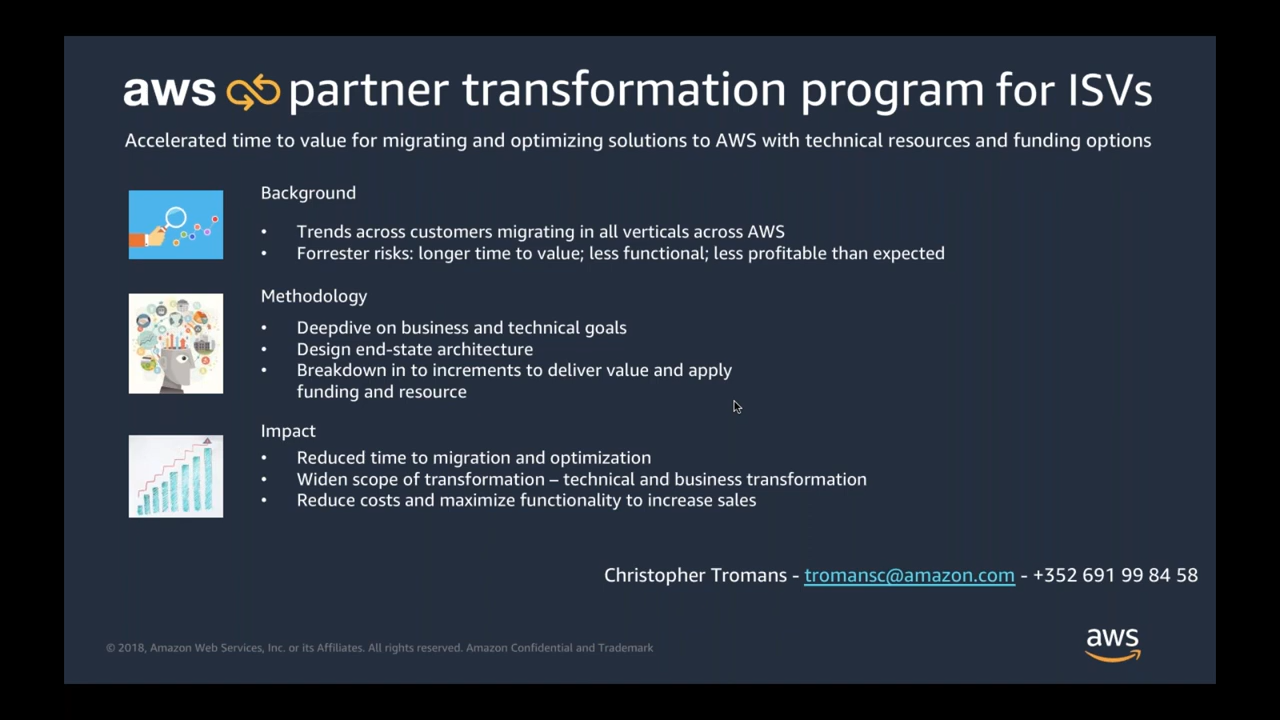 aws partner transformation program for ISVs
Accelerated time to value for migrating and optimizing solutions to AWS with technical resources and funding options
Background
• Trends across customers migrating in all verticals across AWS
• Forrester risks: longer time to value; less functional; less profitable than expected
Methodology
• Deepdive on business and technical goals
• Design end-state architecture
• Breakdown in to increments to deliver value and apply
funding and resource
Impact
• Reduced time to migration and optimization
• Widen scope of transformation – technical and business transformation
• Reduce costs and maximize functionality to increase sales
Christopher Tromans - tromansc@amazon.com - +352 691 99 84 58
© 2018, Amazon Web Services, Inc. or its Affiliates. All rights reserved. Amazon Confidential and Trademark
aws